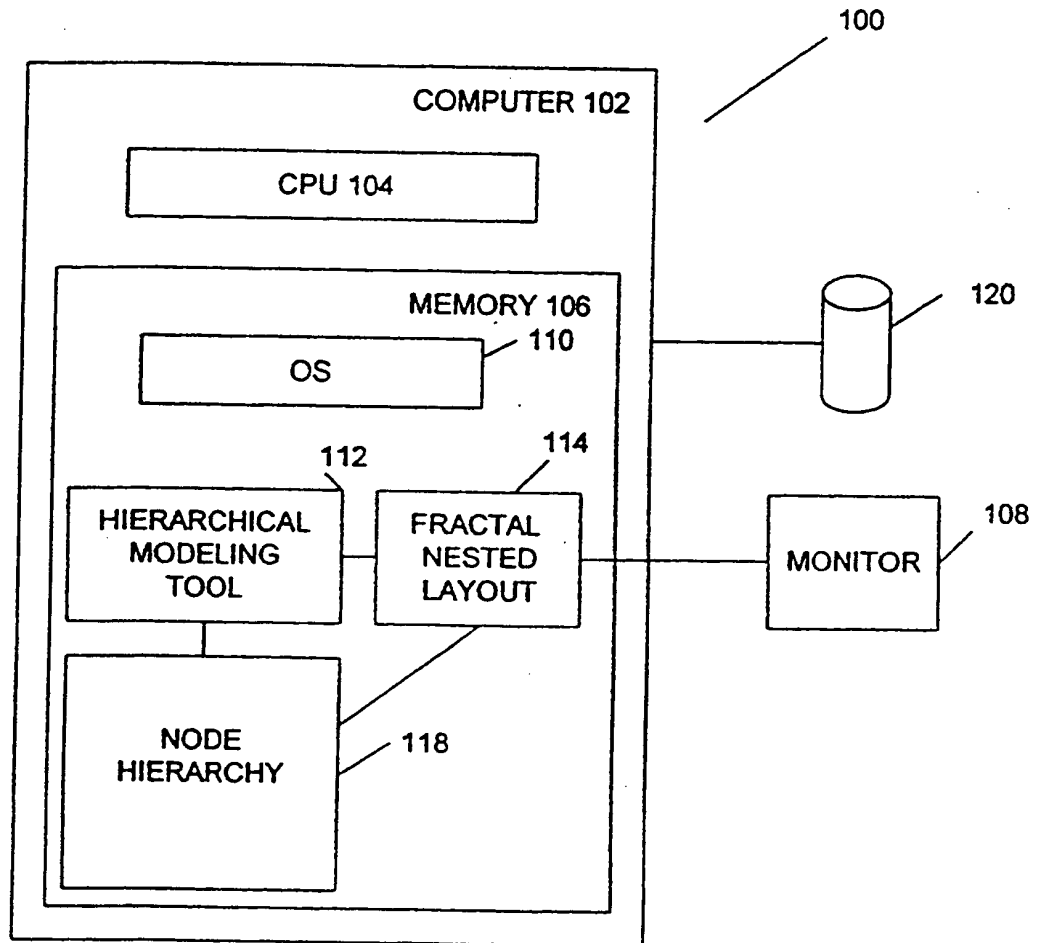 100
COMPUTER 102
CPU 104
MEMORY 106
110
OS
120
112
114
HIERARCHICAL
MODELING
TOOL
FRACTAL
NESTED
LAYOUT
MONITOR
108
NODE
HIERARCHY
118